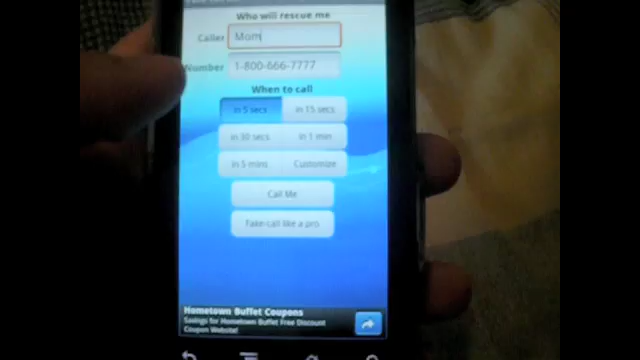 Who will rescue me
Caller Mom
Number 1-800-666-7777
When to call
in 5 secs in 15 secs
in 30 secs in 1 min
in 5 mins Customize
Call Me
Take call like a pro
Hometown Buffet Coupons
Savings for Hometown Buffet Free Discount
Coupon Website!